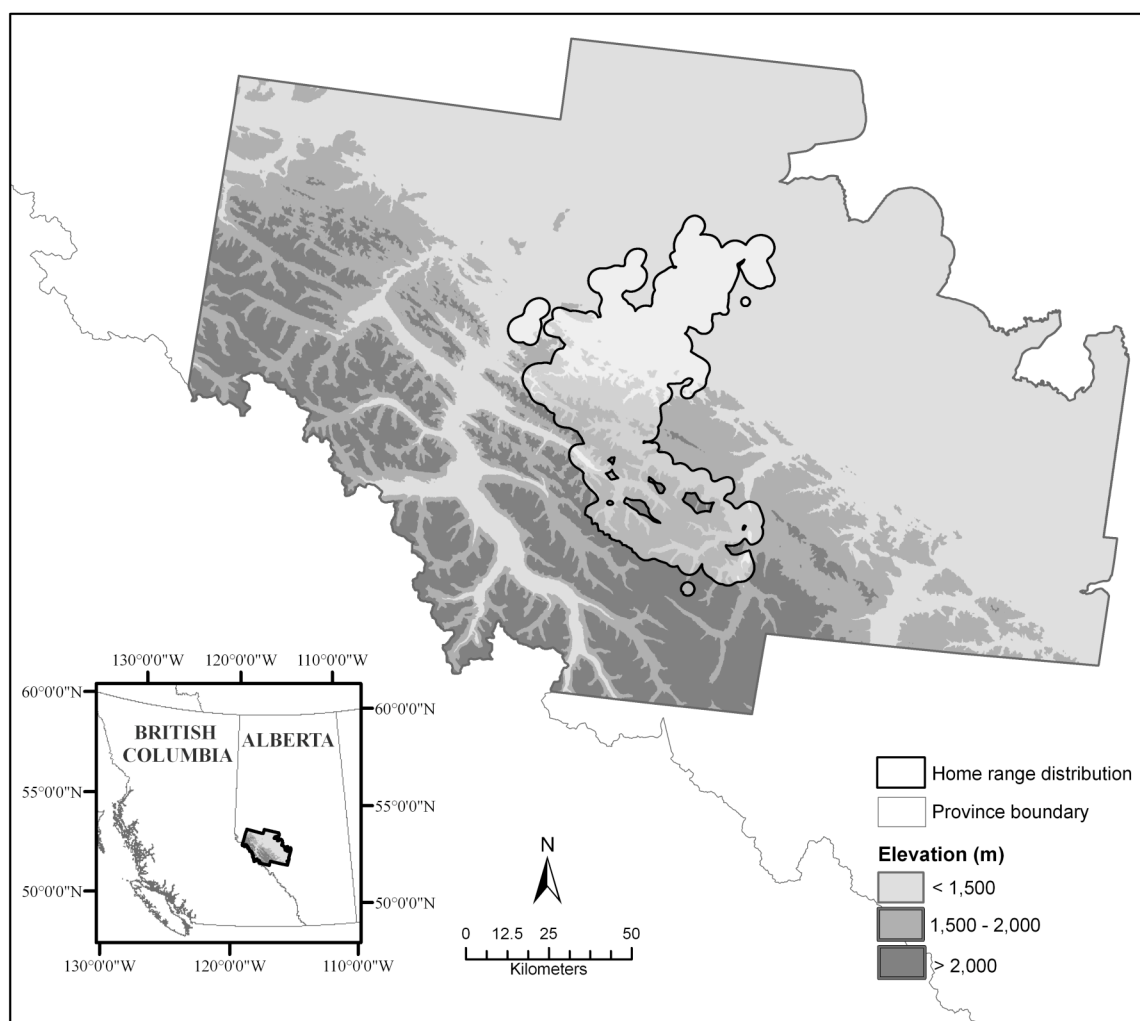 130°0'0"W 120°0'0"W 110°0'0"W
60°0'0"N
60°0'0"N
BRITISH
COLUMBIA
ALBERTA
55°0'0"N
55°0'0"N
50°0'0"N
50°0'0"N
130°0'0"W 120°0'0"W 110°0'0"W
N
0 12.5 25 50
Kilometers
Home range distribution
Province boundary
Elevation (m)
< 1,500
1,500 - 2,000
> 2,000